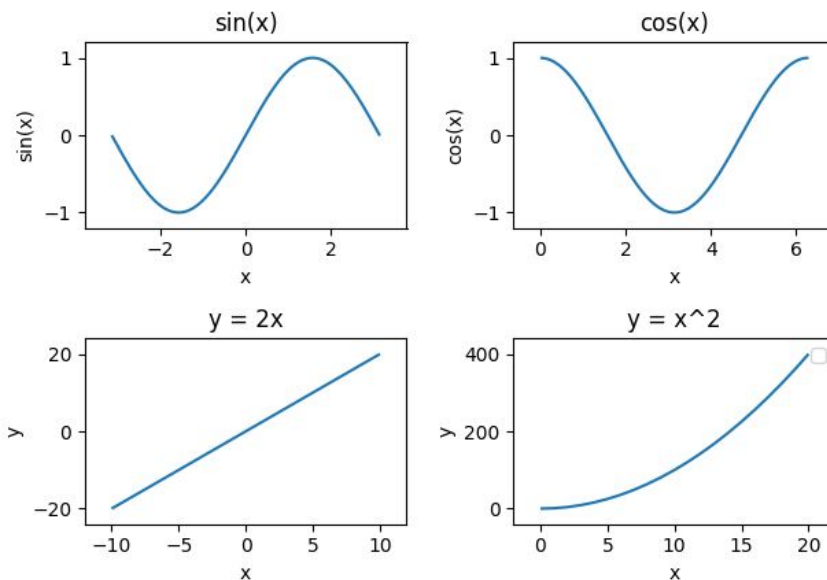 sin(x)
1
0
−1
sin(x)
−2 0 2
x
cos(x)
1
0
−1
cos(x)
0 2 4 6
x
y = 2x
20
0
−20
y
−10 −5 0 5 10
x
y = x^2
400
200
0
y
0 5 10 15 20
x